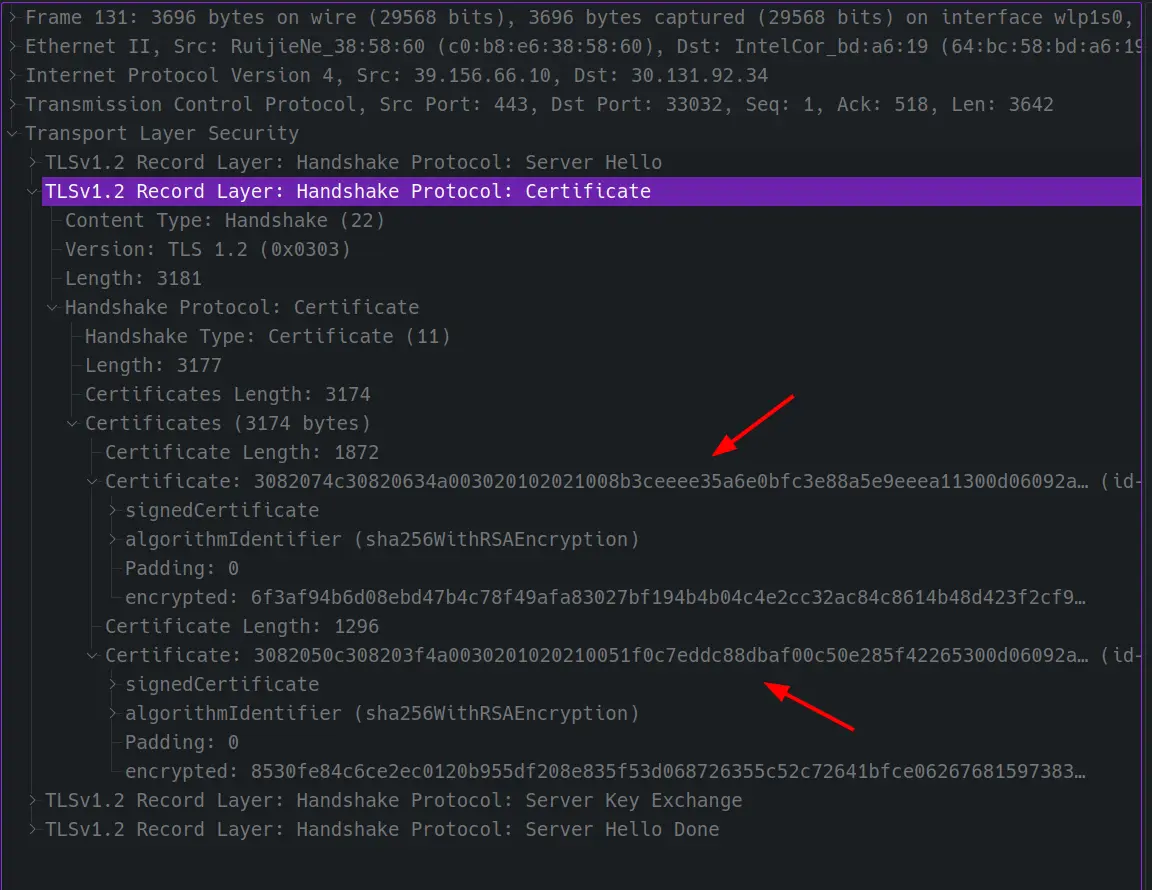 Frame 131: 3696 bytes on wire (29568 bits), 3696 bytes captured (29568 bits) on interface wlp1s0,
Ethernet II, Src: RuijieNe_38:58:60 (c0:b8:e6:38:58:60), Dst: IntelCor_bd:a6:19 (64:bc:58:bd:a6:19
Internet Protocol Version 4, Src: 39.156.66.10, Dst: 30.131.92.34
Transmission Control Protocol, Src Port: 443, Dst Port: 33032, Seq: 1, Ack: 518, Len: 3642
Transport Layer Security
TLSv1.2 Record Layer: Handshake Protocol: Server Hello
TLSv1.2 Record Layer: Handshake Protocol: Certificate
Content Type: Handshake (22)
Version: TLS 1.2 (0x0303)
Length: 3181
Handshake Protocol: Certificate
Handshake Type: Certificate (11)
Length: 3177
Certificates Length: 3174
Certificates (3174 bytes)
Certificate Length: 1872
Certificate: 3082074c30820634a003020102021008b3ceeee35a6e0bfc3e88a5e9eeea11300d06092a… (id-
signedCertificate
algorithmIdentifier (sha256WithRSAEncryption)
Padding: 0
encrypted: 6f3af94b6d08ebd47b4c78f49afa83027bf194b4b04c4e2cc32ac84c8614b48d423f2cf9…
Certificate Length: 1296
Certificate: 3082050c308203f4a0030201020210051f0c7eddc88dbaf00c50e285f42265300d06092a… (id-
signedCertificate
algorithmIdentifier (sha256WithRSAEncryption)
Padding: 0
encrypted: 8530fe84c6ce2ec0120b955df208e835f53d068726355c52c72641bfce06267681597383…
TLSv1.2 Record Layer: Handshake Protocol: Server Key Exchange
TLSv1.2 Record Layer: Handshake Protocol: Server Hello Done